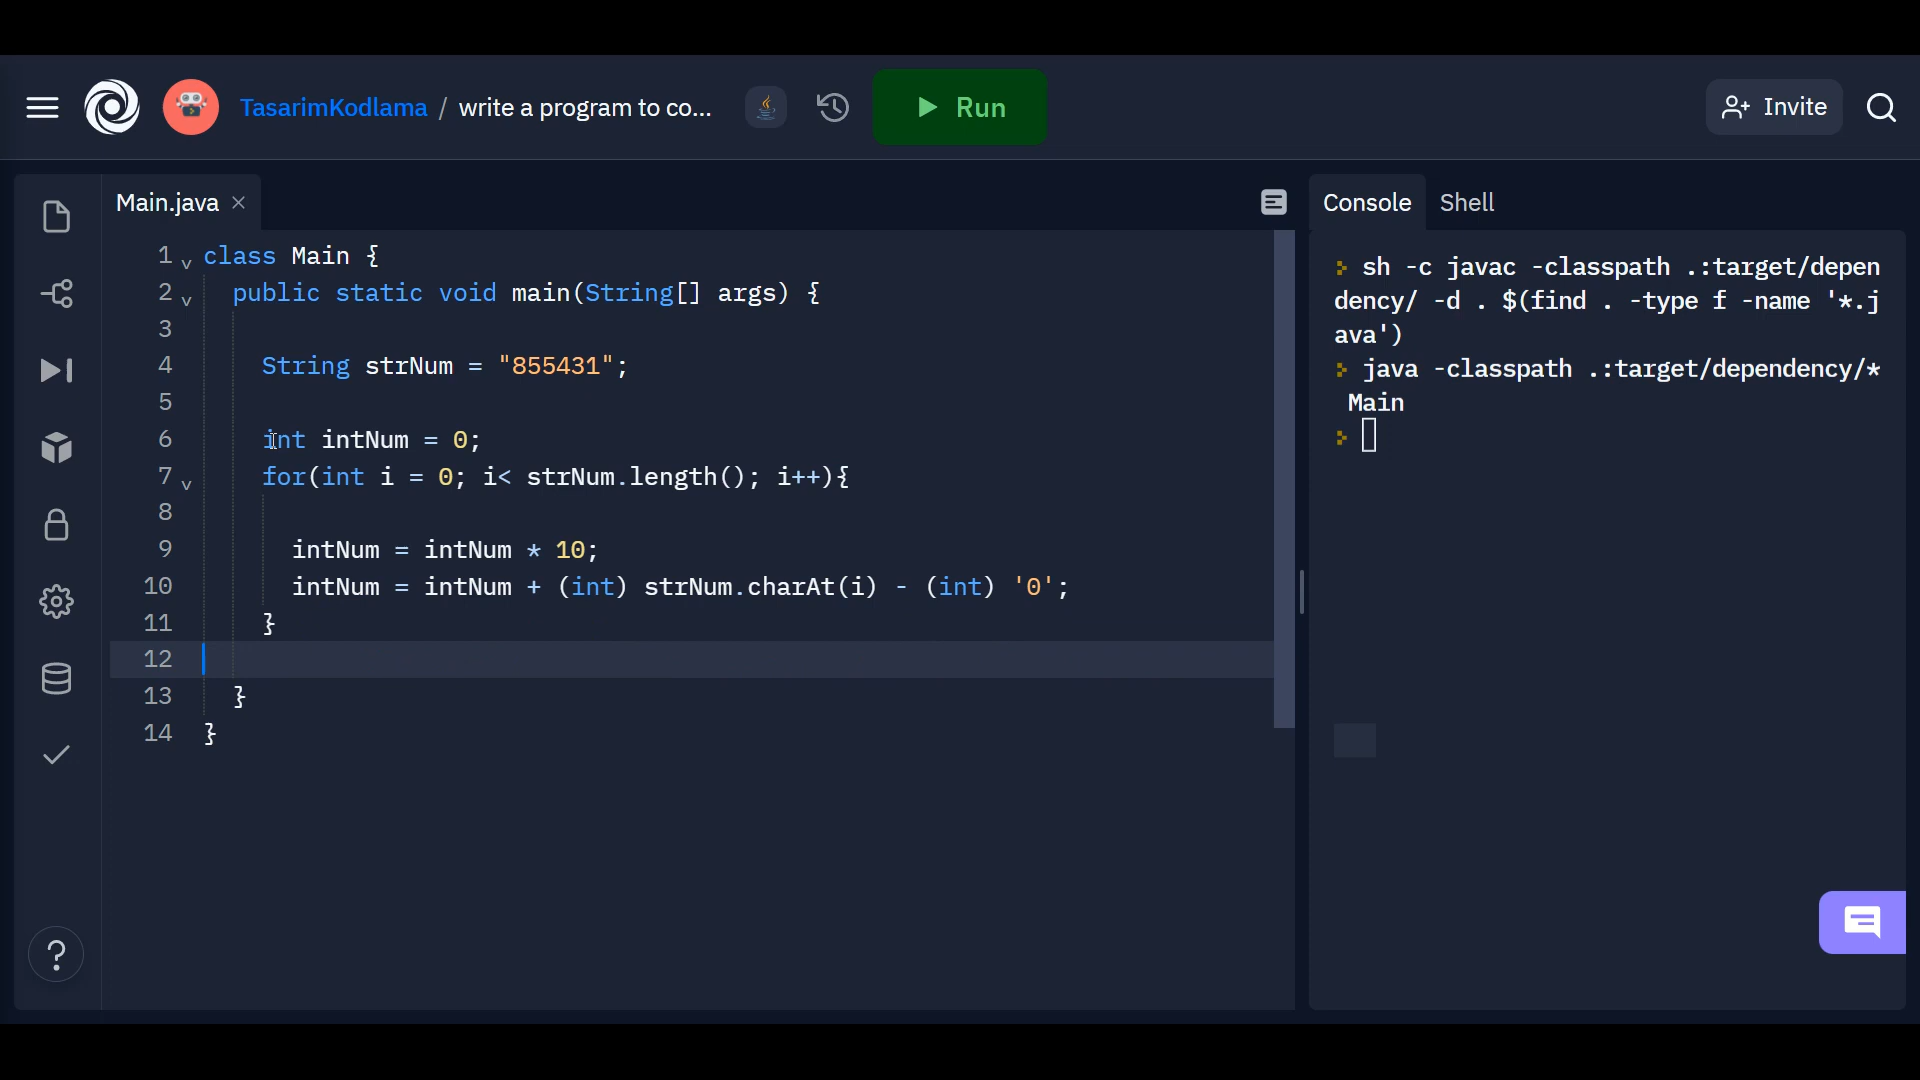 TasarimKodlama / write a program to co...
Run
Invite
Main.java
Console Shell
1 class Main {
2 public static void main(String[] args) {
3
4 String strNum = "855431";
5
6 int intNum = 0;
7 for(int i = 0; i< strNum.length(); i++){
8
9 intNum = intNum * 10;
10 intNum = intNum + (int) strNum.charAt(i) - (int) '0';
11 }
12
13 }
14 }
sh -c javac -classpath .:target/depen
dency/ -d . $(find . -type f -name '*.j
ava')
java -classpath .:target/dependency/*
Main
?